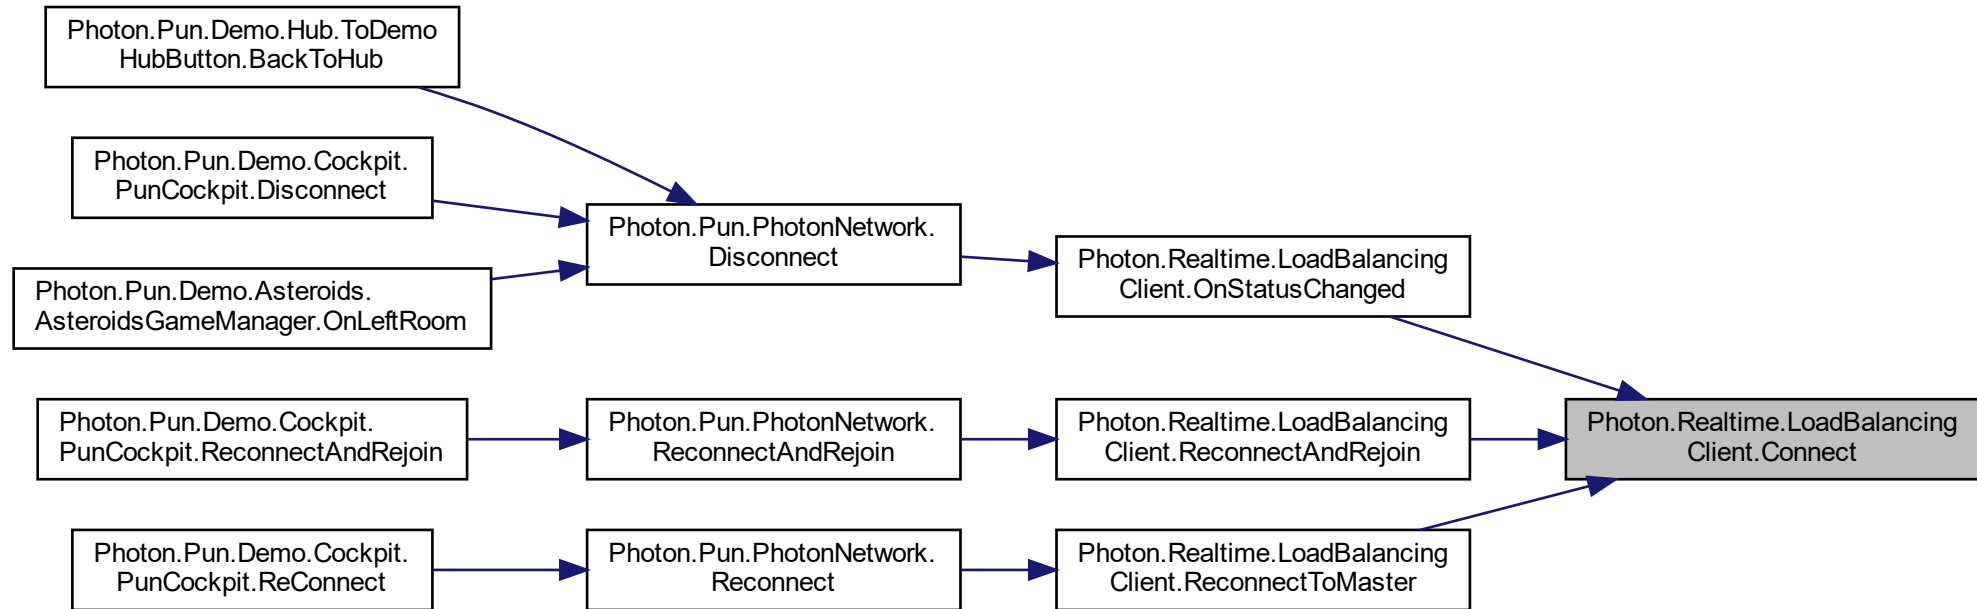 Photon.Pun.Demo.Hub.ToDemo
HubButton.BackToHub
Photon.Pun.Demo.Cockpit.
PunCockpit.Disconnect
Photon.Pun.Demo.Asteroids.
AsteroidsGameManager.OnLeftRoom
Photon.Pun.PhotonNetwork.
Disconnect
Photon.Realtime.LoadBalancing
Client.OnStatusChanged
Photon.Pun.Demo.Cockpit.
PunCockpit.ReconnectAndRejoin
Photon.Pun.PhotonNetwork.
ReconnectAndRejoin
Photon.Realtime.LoadBalancing
Client.ReconnectAndRejoin
Photon.Realtime.LoadBalancing
Client.Connect
Photon.Pun.Demo.Cockpit.
PunCockpit.ReConnect
Photon.Pun.PhotonNetwork.
Reconnect
Photon.Realtime.LoadBalancing
Client.ReconnectToMaster